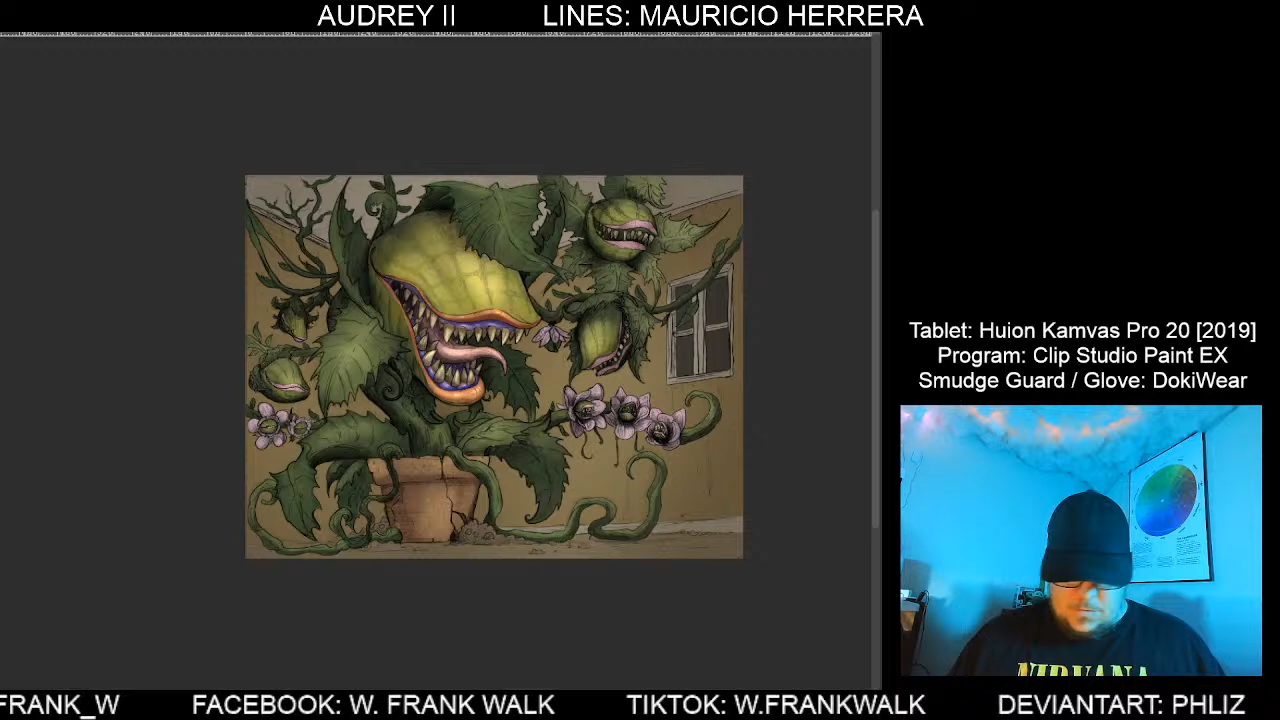 AUDREY II LINES: MAURICIO HERRERA
Tablet: Huion Kamvas Pro 20 [2019]
Program: Clip Studio Paint EX
Smudge Guard / Glove: DokiWear
NIRVANA
FRANK_W FACEBOOK: W. FRANK WALK TIKTOK: W.FRANKWALK DEVIANTART: PHLIZ